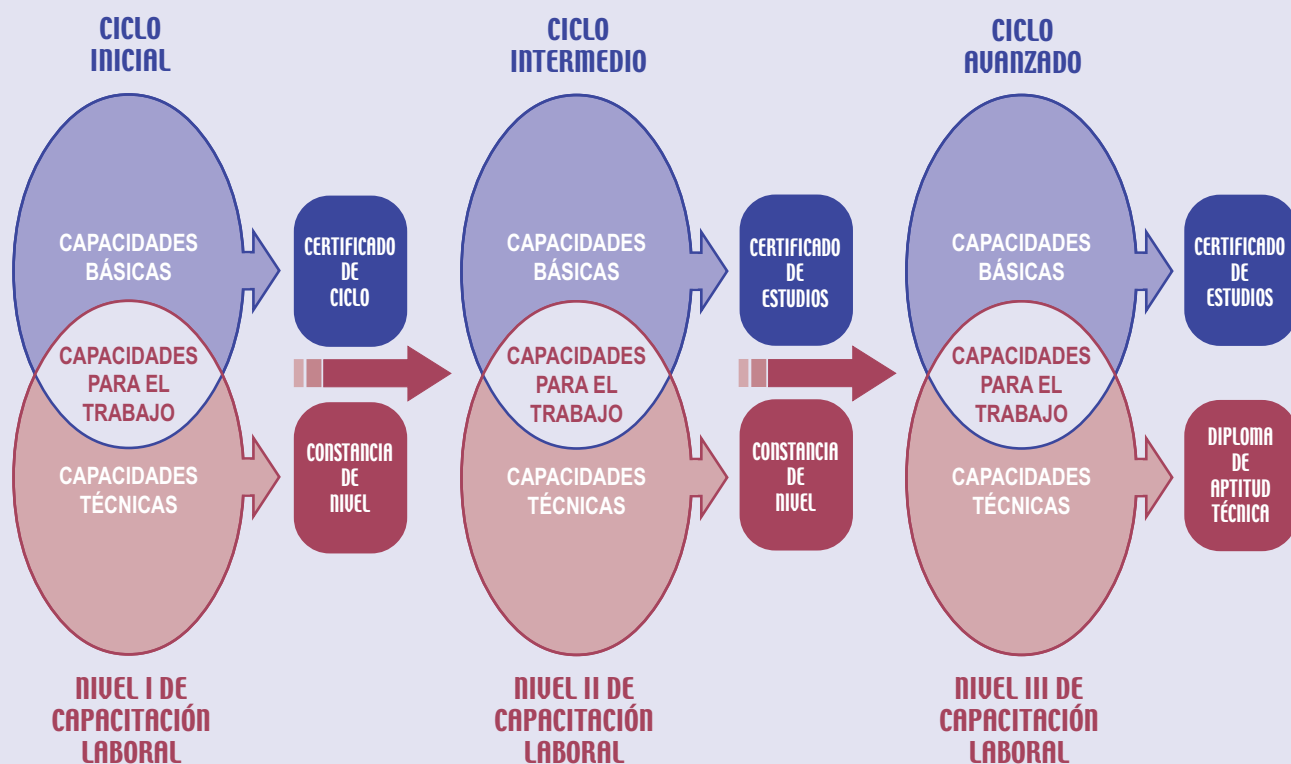 CICLO
INICIAL
CAPACIDADES
BÁSICAS
CAPACIDADES
PARA EL
TRABAJO
CAPACIDADES
TÉCNICAS
NIVEL I DE
CAPACITACIÓN
LABORAL
CERTIFICADO
DE
CICLO
CONSTANCIA
DE
NIVEL
CICLO
INTERMEDIO
CAPACIDADES
BÁSICAS
CAPACIDADES
PARA EL
TRABAJO
CAPACIDADES
TÉCNICAS
NIVEL II DE
CAPACITACIÓN
LABORAL
CERTIFICADO
DE
ESTUDIOS
CONSTANCIA
DE
NIVEL
CICLO
AVANZADO
CAPACIDADES
BÁSICAS
CAPACIDADES
PARA EL
TRABAJO
CAPACIDADES
TÉCNICAS
NIVEL III DE
CAPACITACIÓN
LABORAL
CERTIFICADO
DE
ESTUDIOS
DIPLOMA
DE
APTITUD
TÉCNICA